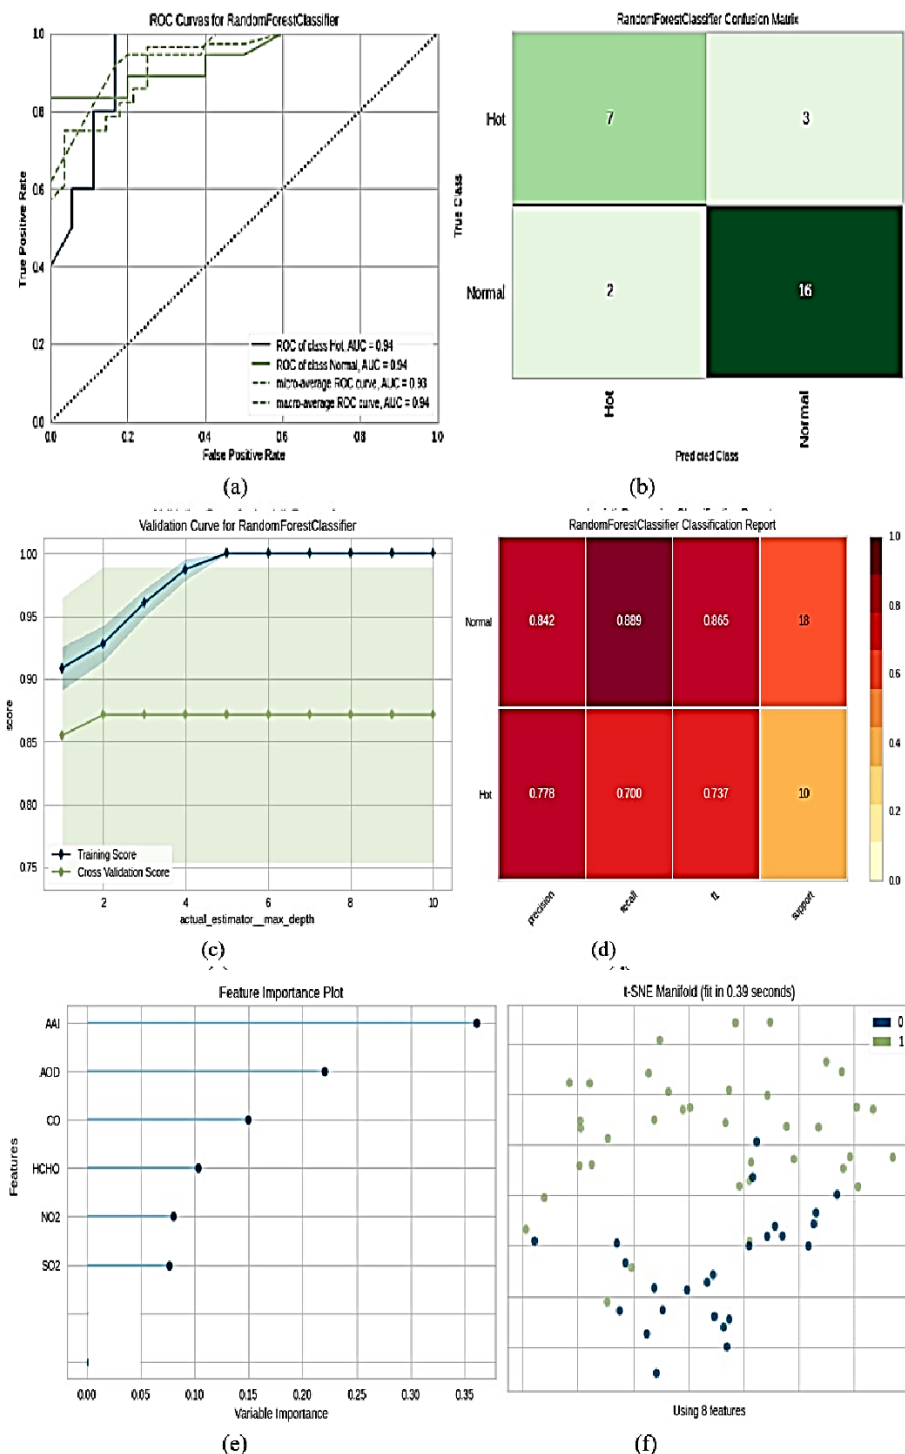 ROC Curves for RandomForestClassifier
1.0
0.8
0.6
0.4
0.2
0.0
True Positive Rate
ROC of class Hot, AUC = 0.94
ROC of class Normal, AUC = 0.94
micro-average ROC curve, AUC = 0.93
macro-average ROC curve, AUC = 0.94
0.0 0.2 0.4 0.6 0.8 1.0
False Positive Rate
(a)
RandomForestClassifier Confusion Matrix
True Class
Hot 7 3
Normal 2 16
Hot Normal
Predicted Class
(b)
Validation Curve for RandomForestClassifier
1.00
0.95
0.90
0.85
0.80
0.75
score
Training Score
Cross Validation Score
2 4 6 8 10
actual_estimator__max_depth
(c)
RandomForestClassifier Classification Report
Normal 0.842 0.889 0.865 18
Hot 0.778 0.700 0.737 10
precision recall f1 support
1.0
0.8
0.6
0.4
0.2
0.0
(d)
Feature Importance Plot
AAI
AOD
CO
HCHO
NO2
SO2
Features
0.00 0.05 0.10 0.15 0.20 0.25 0.30 0.35
Variable Importance
(e)
t-SNE Manifold (fit in 0.39 seconds)
0
1
Using 8 features
(f)